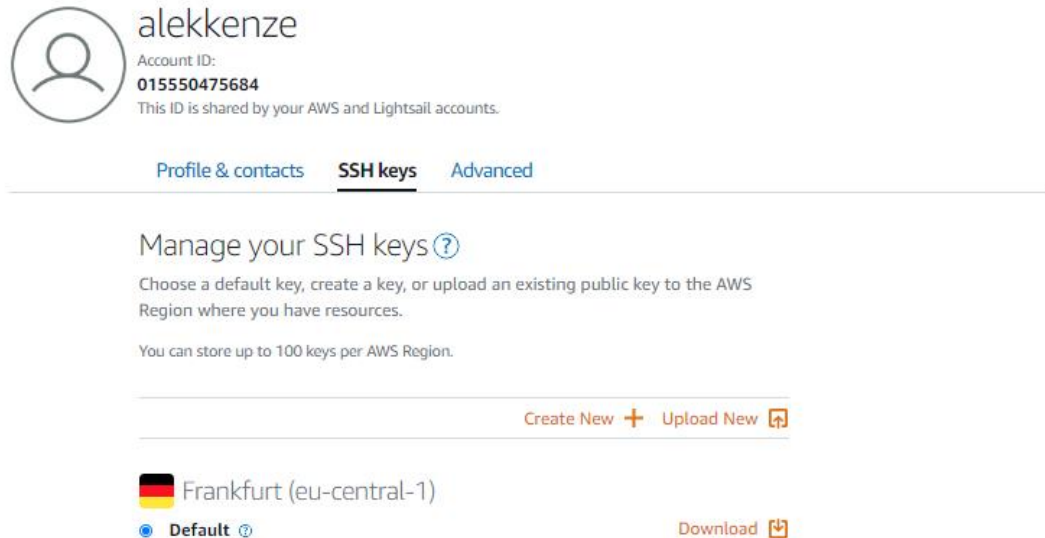 alekkenze
Account ID:
015550475684
This ID is shared by your AWS and Lightsail accounts.
Profile & contacts SSH keys Advanced
Manage your SSH keys ?
Choose a default key, create a key, or upload an existing public key to the AWS
Region where you have resources.
You can store up to 100 keys per AWS Region.
Create New + Upload New
Frankfurt (eu-central-1)
Default ? Download